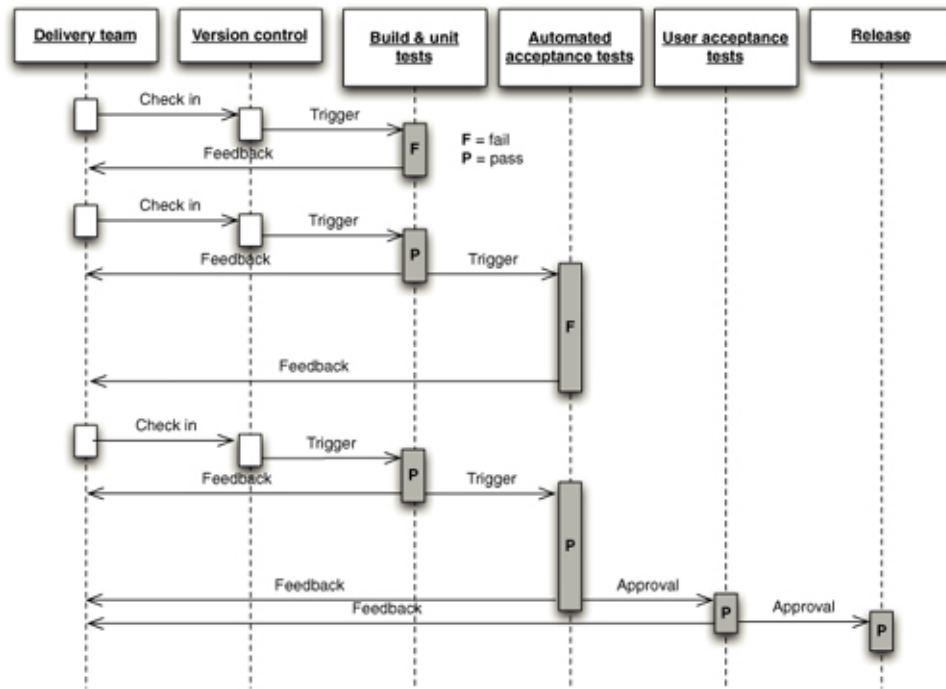 Delivery team
Version control
Build & unit
tests
Automated
acceptance tests
User acceptance
tests
Release
Check in
Trigger
F
F = fail
P = pass
Feedback
Check in
Trigger
P
Feedback
Trigger
F
Feedback
Check in
Trigger
P
Feedback
Trigger
P
Feedback
Approval
P
Feedback
Approval
P